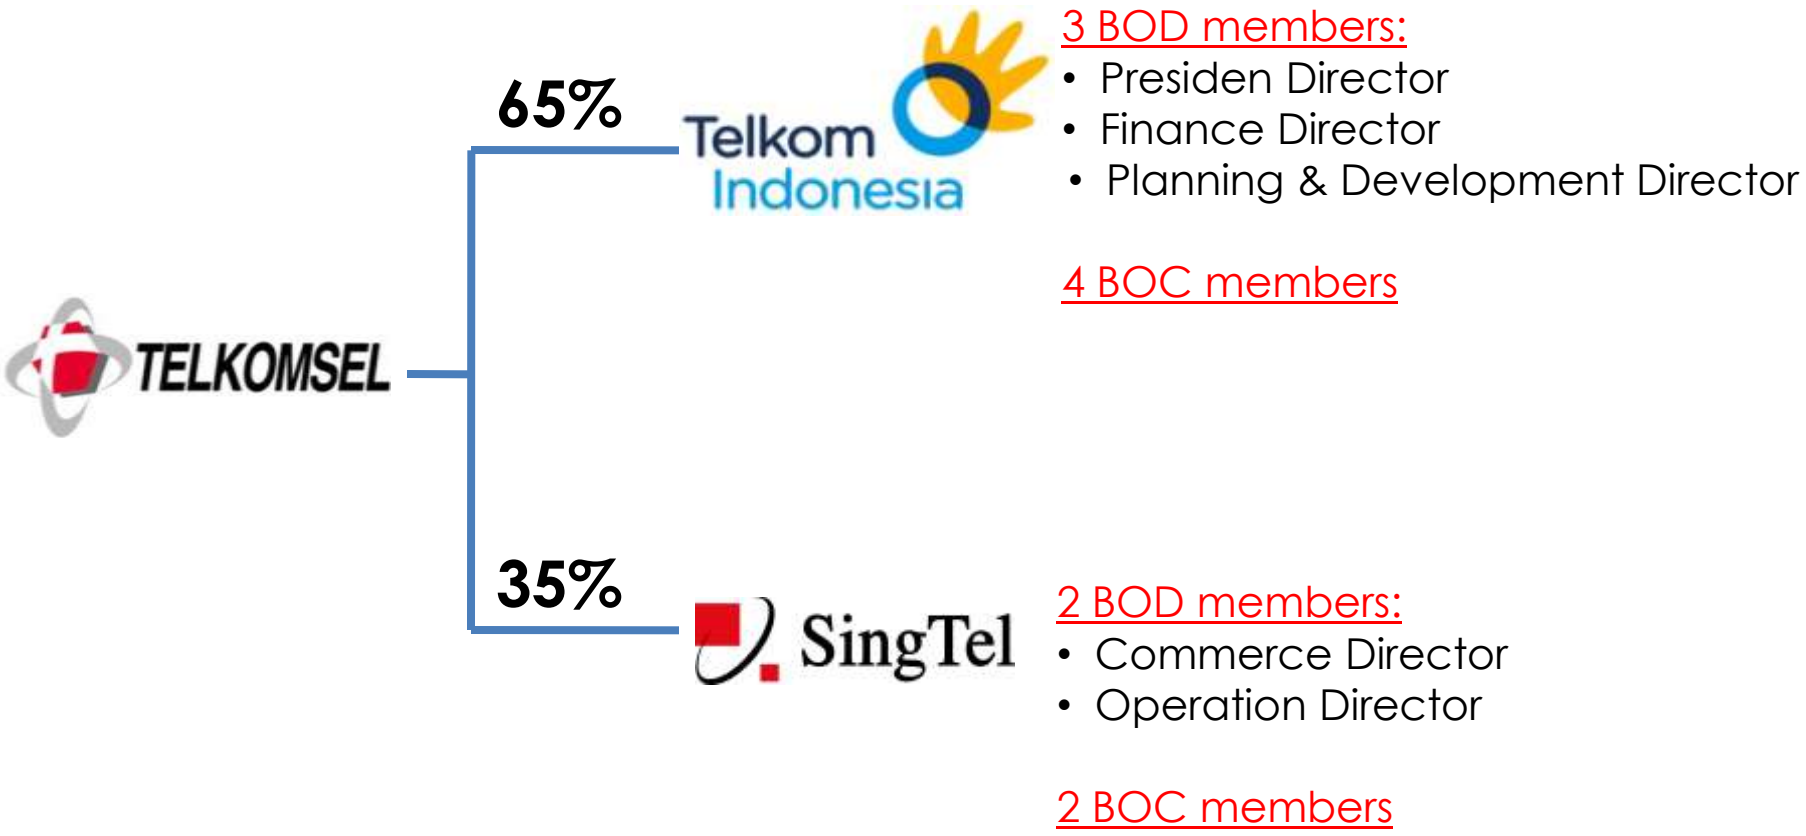 65%
Telkom
Indonesia
3 BOD members:
• Presiden Director
• Finance Director
• Planning & Development Director
4 BOC members
TELKOMSEL
35%
SingTel
2 BOD members:
• Commerce Director
• Operation Director
2 BOC members